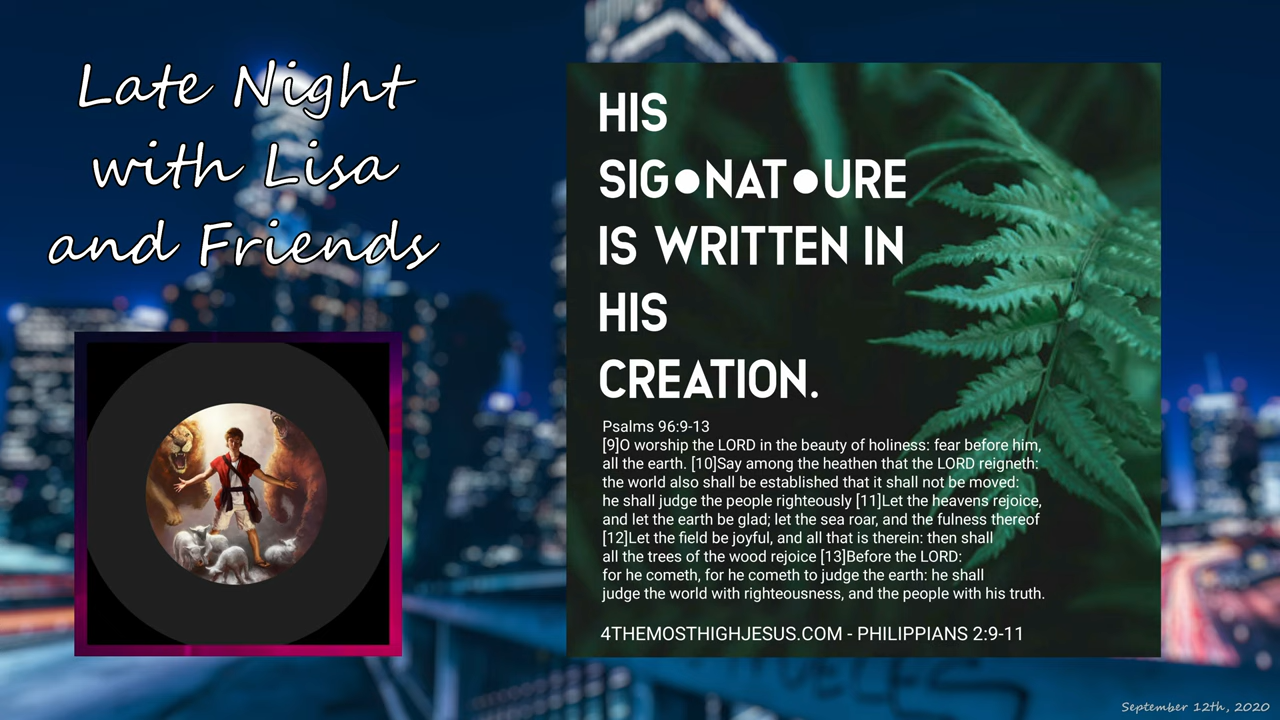 Late Night
with Lisa
and Friends
HIS
SIG●NAT●URE
IS WRITTEN IN
HIS
CREATION.
Psalms 96:9-13
[9]O worship the LORD in the beauty of holiness: fear before him,
all the earth. [10]Say among the heathen that the LORD reigneth:
the world also shall be established that it shall not be moved:
he shall judge the people righteously [11]Let the heavens rejoice,
and let the earth be glad; let the sea roar, and the fulness thereof
[12]Let the field be joyful, and all that is therein: then shall
all the trees of the wood rejoice [13]Before the LORD:
for he cometh, for he cometh to judge the earth: he shall
judge the world with righteousness, and the people with his truth.
4THEMOSTHIGHJESUS.COM - PHILIPPIANS 2:9-11
September 12th, 2020